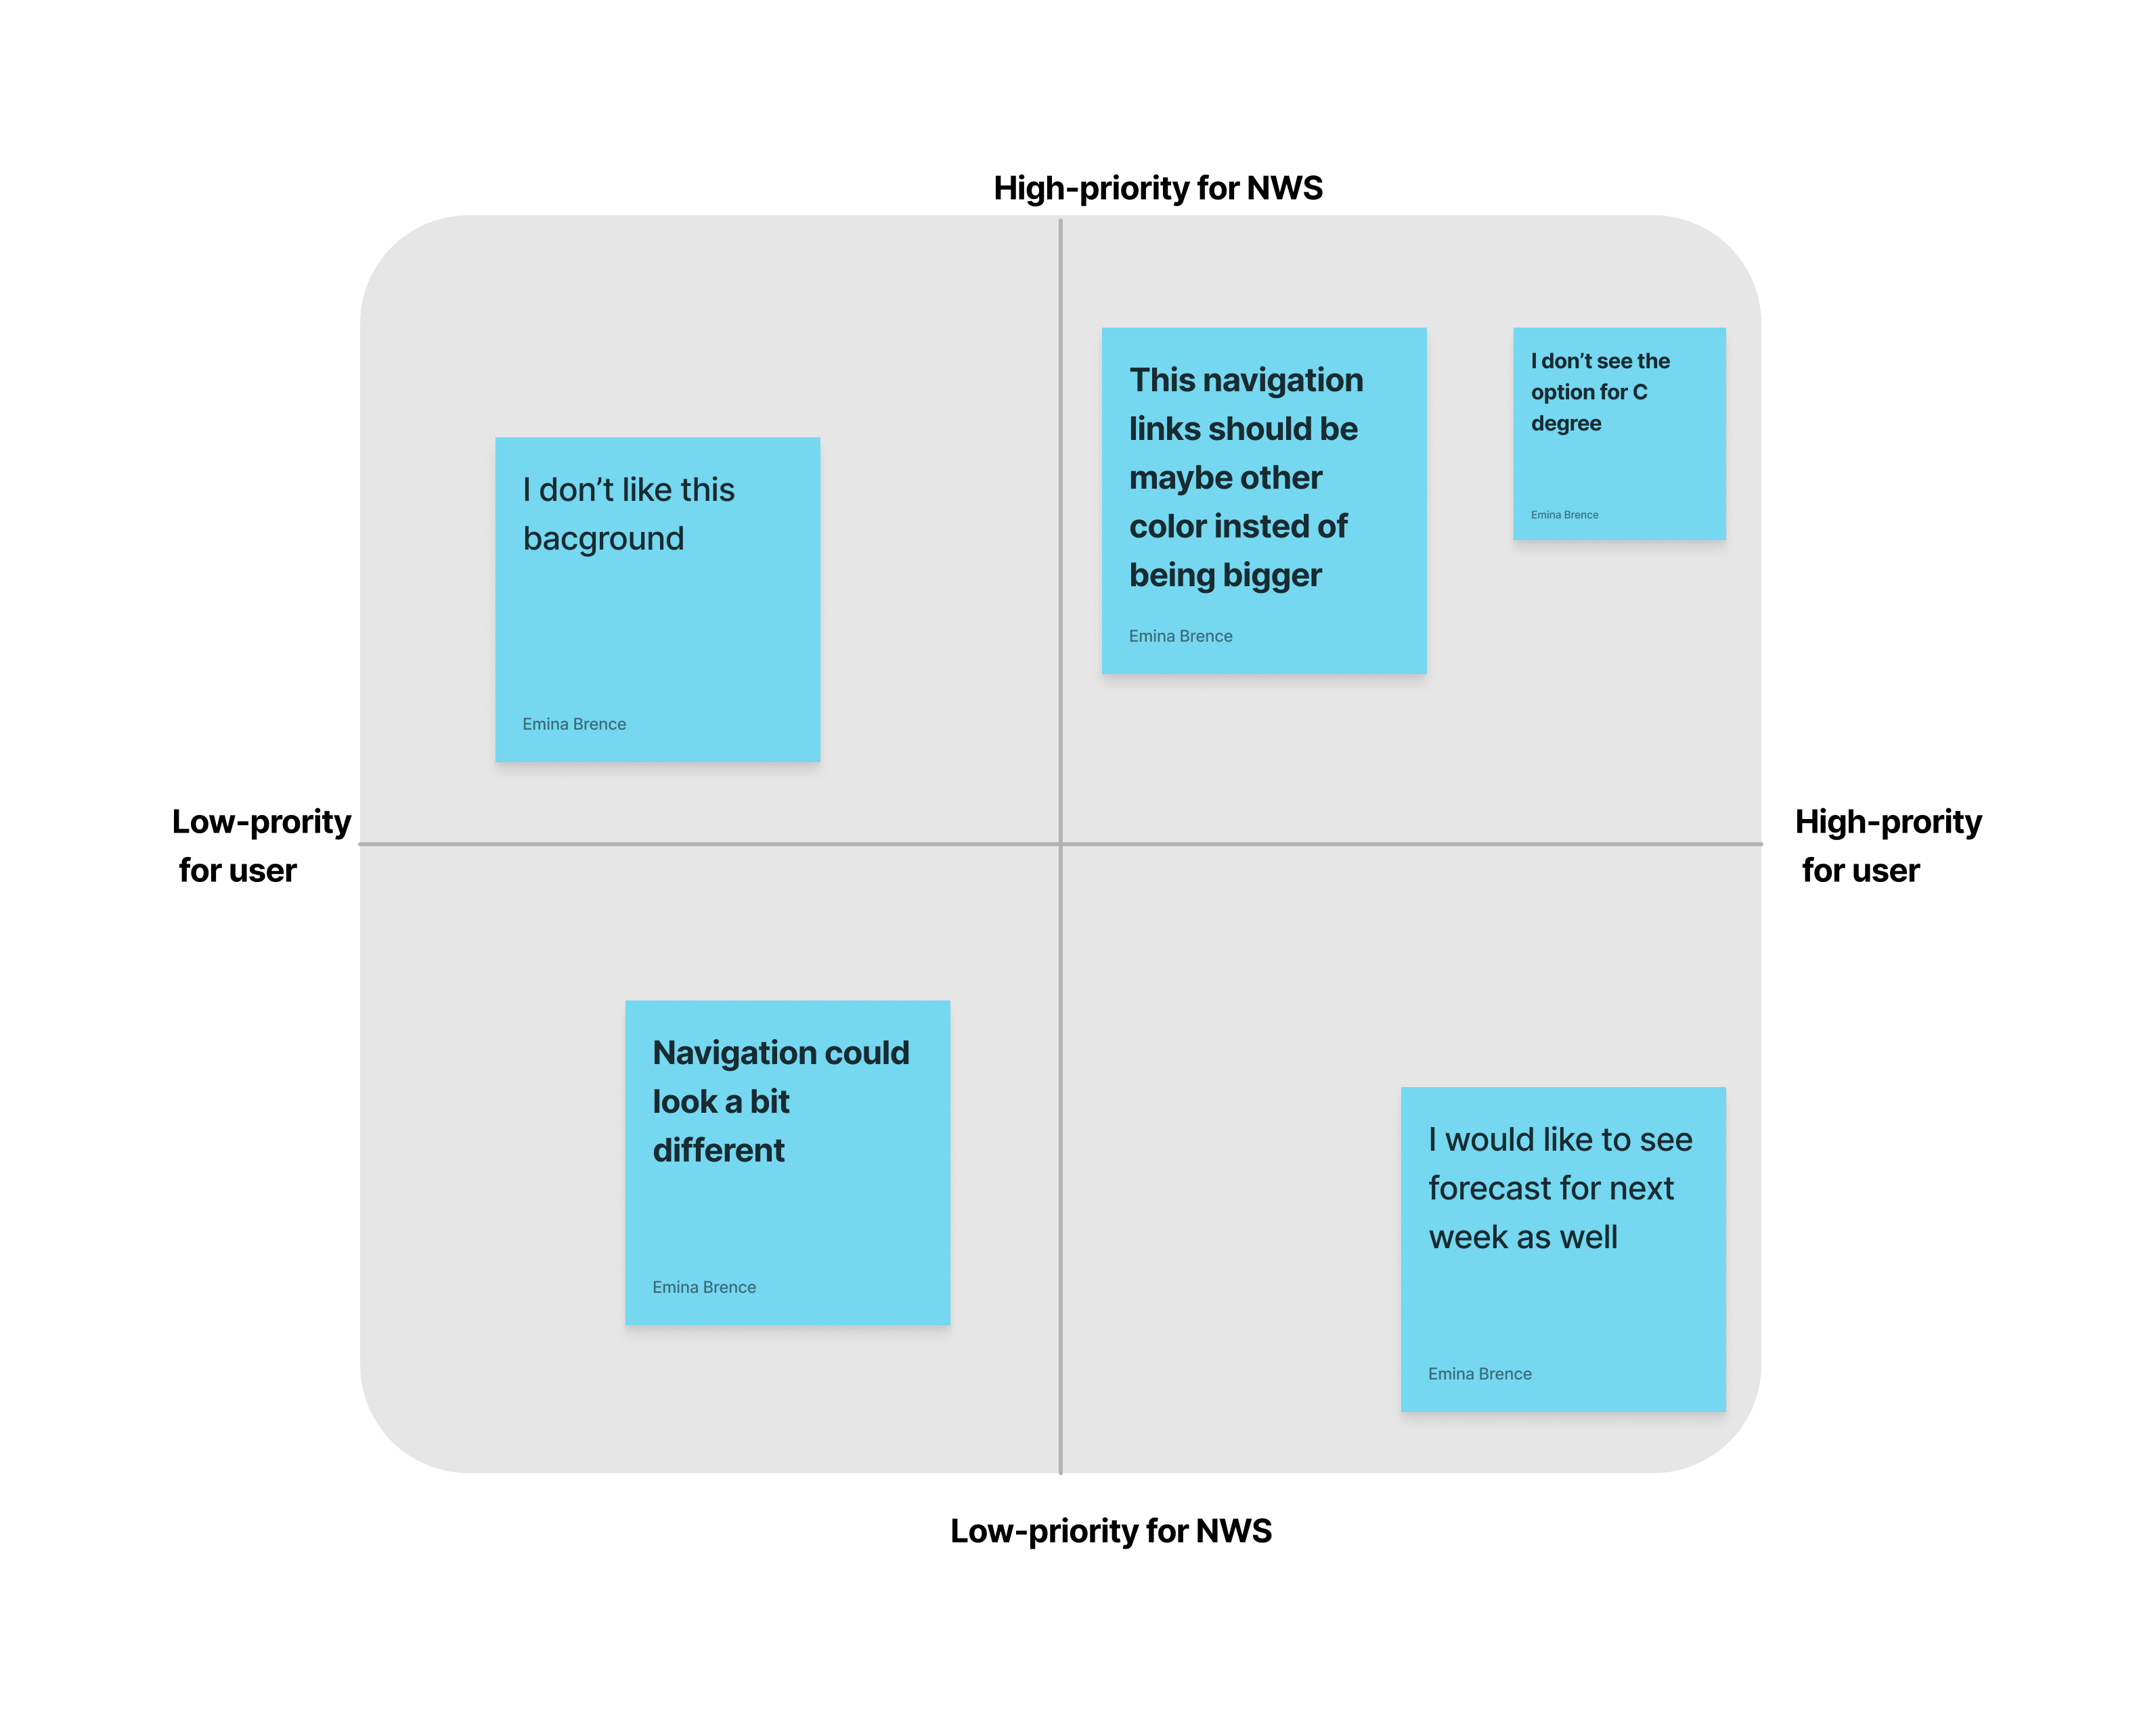 High-priority for NWS
This navigation
links should be
maybe other
color insted of
being bigger
Emina Brence
I don’t see the
option for C
degree
Emina Brence
I don’t like this
bacground
Emina Brence
Low-prority
for user
High-prority
for user
Navigation could
look a bit
different
Emina Brence
I would like to see
forecast for next
week as well
Emina Brence
Low-priority for NWS